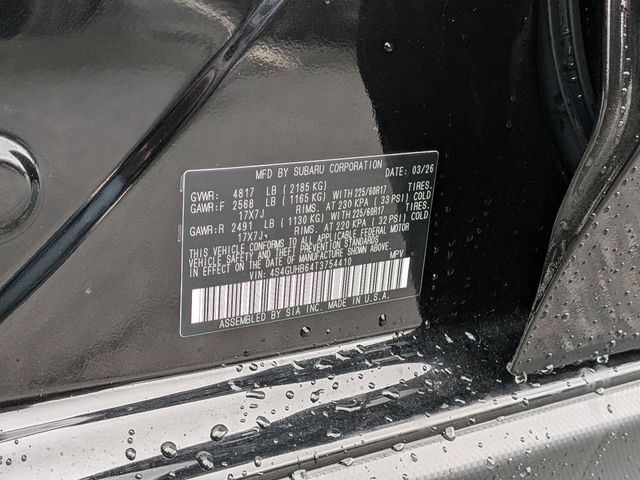 MFD BY SUBARU CORPORATION DATE: 03/26
GVWR: 4817 LB (2185 KG)
GAWR:F 2568 LB (1165 KG) WITH 225/60R17 TIRES.
17X7J RIMS. AT 230 KPA ( 33 PSI) COLD
GAWR:R 2491 LB (1130 KG) WITH 225/60R17 TIRES.
17X7J RIMS. AT 220 KPA ( 32 PSI) COLD
THIS VEHICLE CONFORMS TO ALL APPLICABLE FEDERAL MOTOR
VEHICLE SAFETY, BUMPER AND THEFT PREVENTION STANDARDS
IN EFFECT ON THE DATE OF MANUFACTURE SHOWN ABOVE.
VIN: 4S4GUHB64T3754410 MPV
ASSEMBLED BY SIA INC. MADE IN U.S.A.